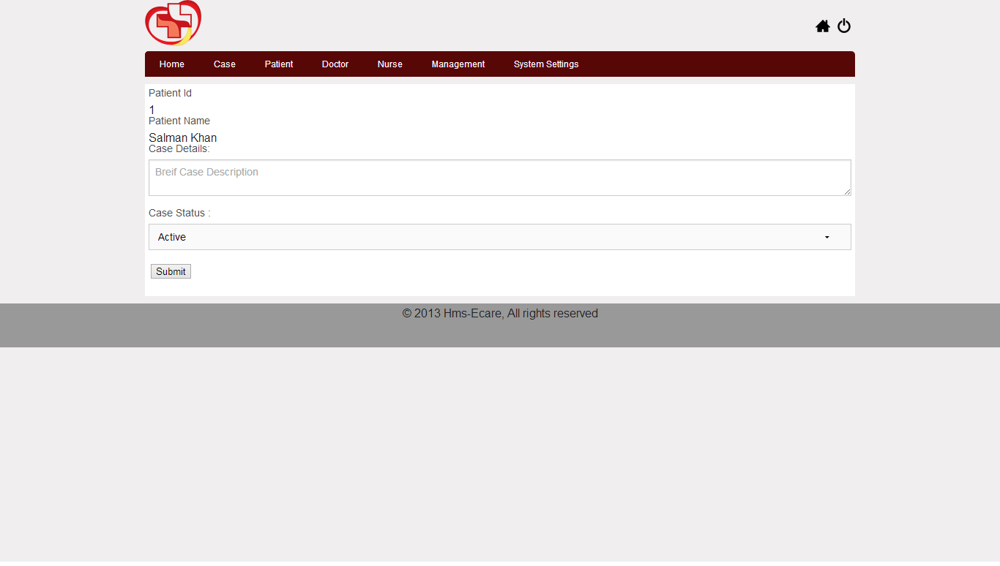 Home Case Patient Doctor Nurse Management System Settings
Patient Id
1
Patient Name
Salman Khan
Case Details:
Breif Case Description
Case Status :
Active
Submit
© 2013 Hms-Ecare, All rights reserved